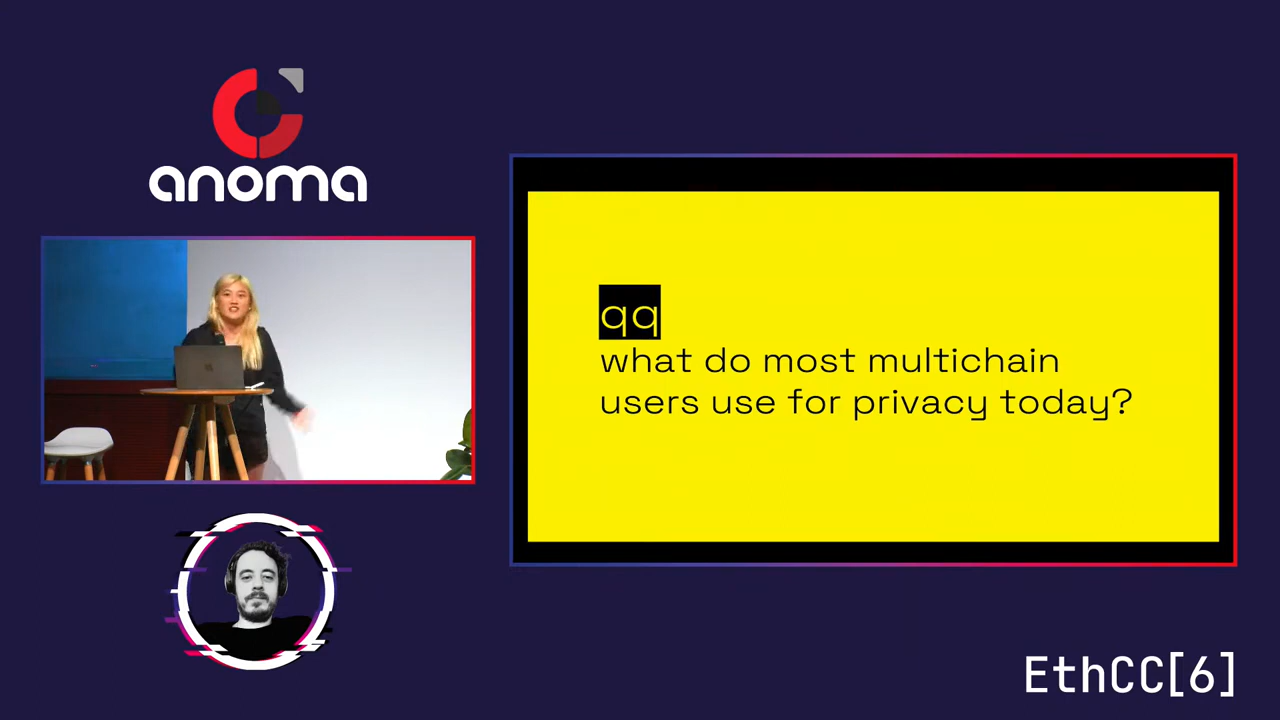 anoma
qq
what do most multichain
users use for privacy today?
EthCC[6]